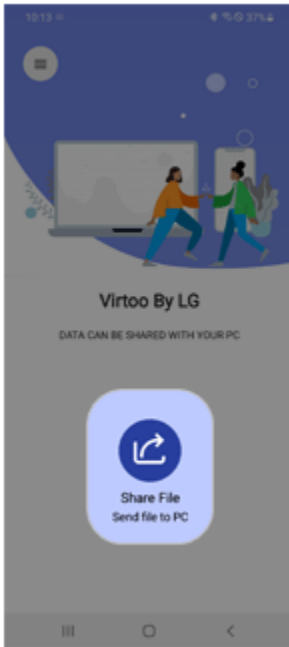 10:13
37%
Virtoo By LG
DATA CAN BE SHARED WITH YOUR PC
Share File
Send file to PC